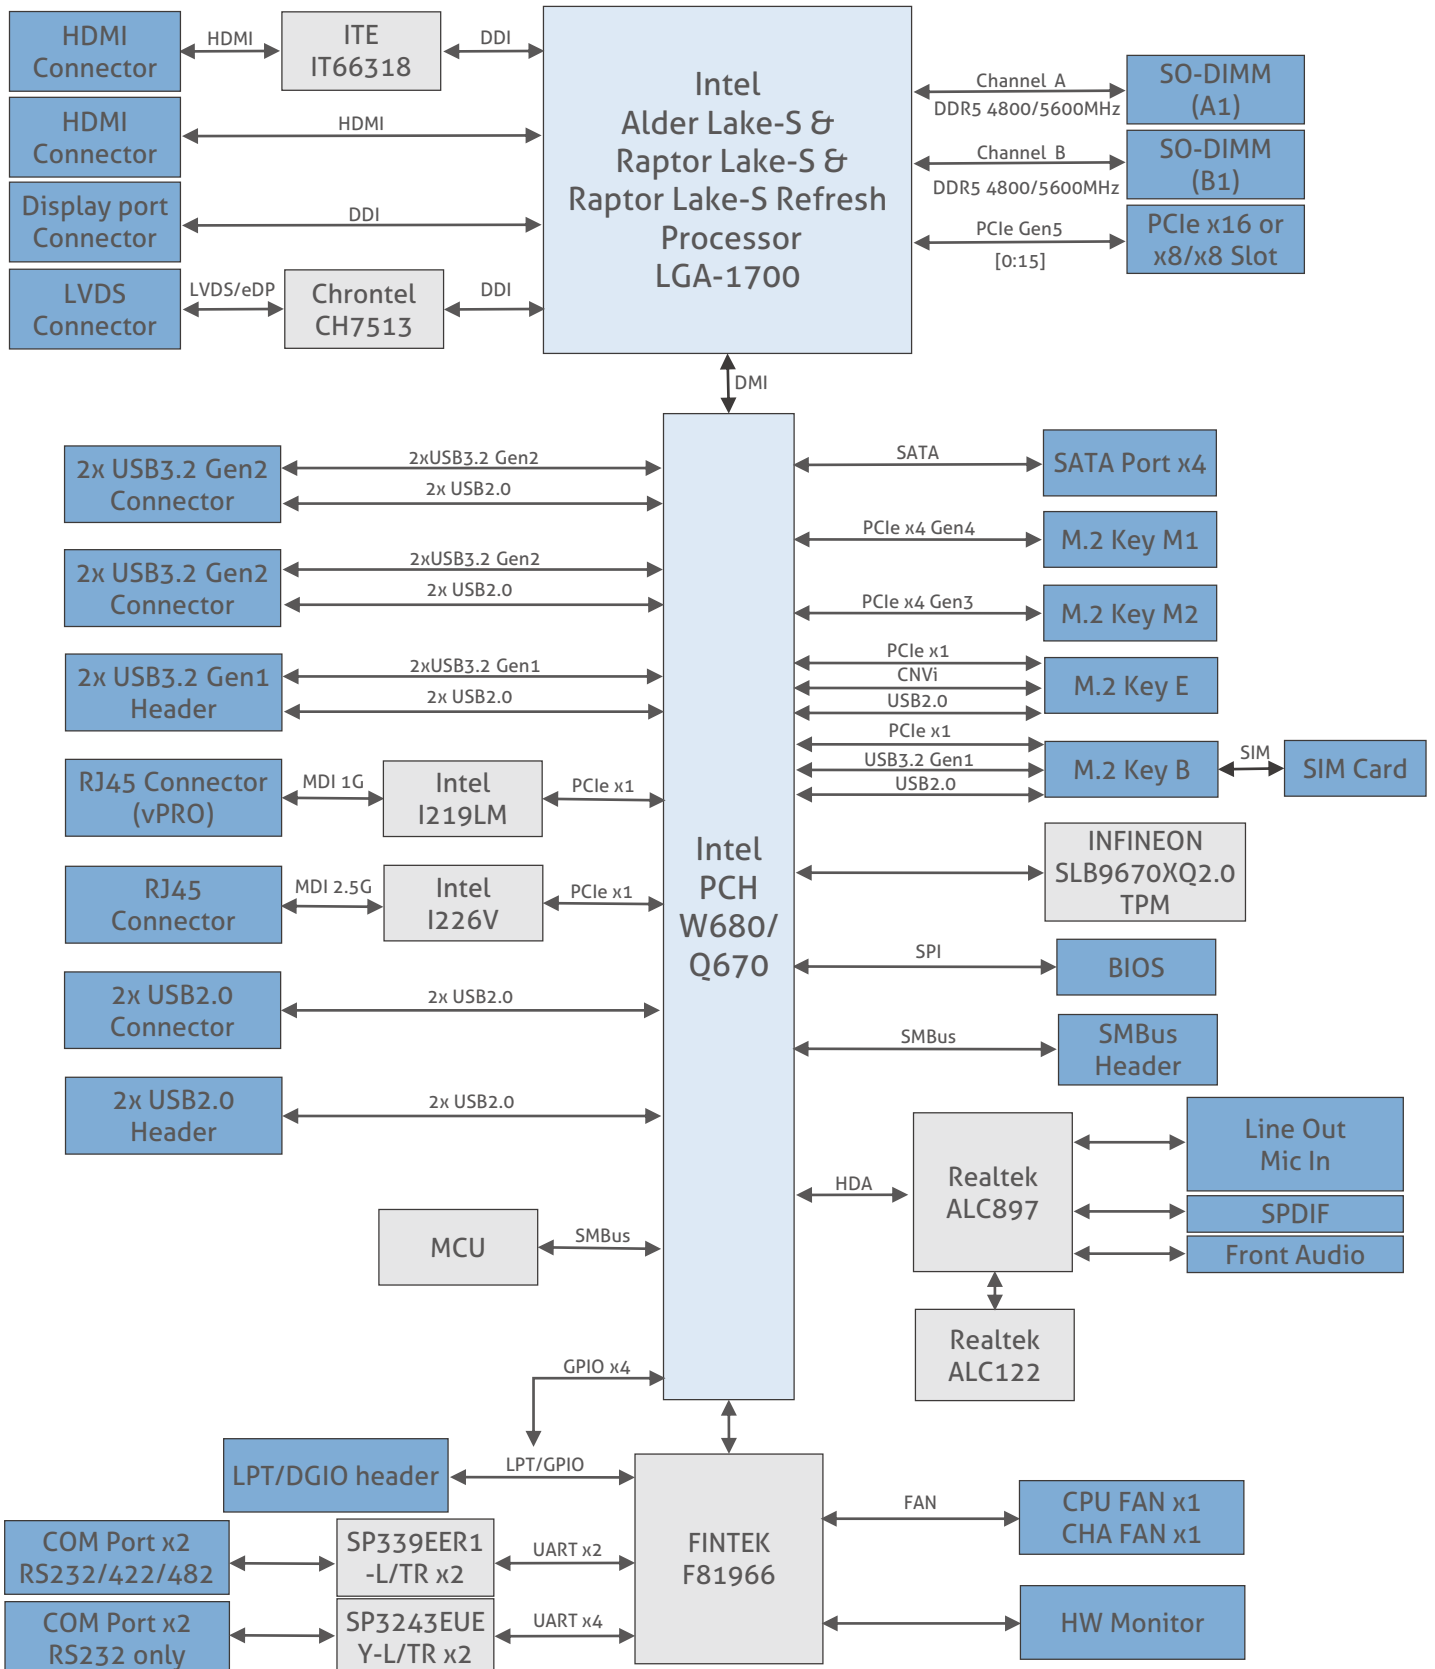 HDMI
Connector
HDMI
ITE
IT66318
DDI
HDMI
Connector
HDMI
Display port
Connector
DDI
LVDS
Connector
LVDS/eDP
Chrontel
CH7513
DDI
Intel
Alder Lake-S &
Raptor Lake-S &
Raptor Lake-S Refresh
Processor
LGA-1700
Channel A
DDR5 4800/5600MHz
SO-DIMM
(A1)
Channel B
DDR5 4800/5600MHz
SO-DIMM
(B1)
PCIe Gen5
[0:15]
PCIe x16 or
x8/x8 Slot
DMI
2x USB3.2 Gen2
Connector
2xUSB3.2 Gen2
2x USB2.0
2x USB3.2 Gen2
Connector
2xUSB3.2 Gen2
2x USB2.0
2x USB3.2 Gen1
Header
2xUSB3.2 Gen1
2x USB2.0
RJ45 Connector
(vPRO)
MDI 1G
Intel
I219LM
PCIe x1
RJ45
Connector
MDI 2.5G
Intel
I226V
PCIe x1
2x USB2.0
Connector
2x USB2.0
2x USB2.0
Header
2x USB2.0
MCU
SMBus
GPIO x4
Intel
PCH
W680/
Q670
SATA
SATA Port x4
PCIe x4 Gen4
M.2 Key M1
PCIe x4 Gen3
M.2 Key M2
PCIe x1
CNVi
USB2.0
M.2 Key E
PCIe x1
USB3.2 Gen1
USB2.0
M.2 Key B
SIM
SIM Card
INFINEON
SLB9670XQ2.0
TPM
SPI
BIOS
SMBus
SMBus
Header
HDA
Realtek
ALC897
Line Out
Mic In
SPDIF
Front Audio
Realtek
ALC122
LPT/DGIO header
LPT/GPIO
COM Port x2
RS232/422/482
SP339EER1
-L/TR x2
UART x2
COM Port x2
RS232 only
SP3243EUE
Y-L/TR x2
UART x4
FINTEK
F81966
FAN
CPU FAN x1
CHA FAN x1
HW Monitor